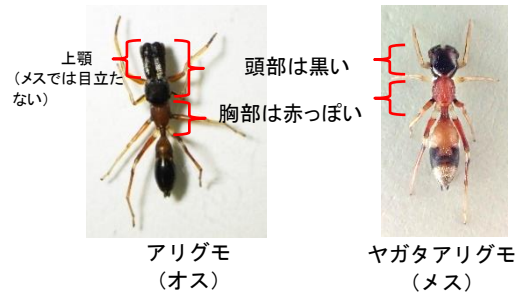 上顎
(メスでは目立た
ない)
頭部は黒い
胸部は赤っぽい
アリグモ
(オス)
ヤガタアリグモ
(メス)